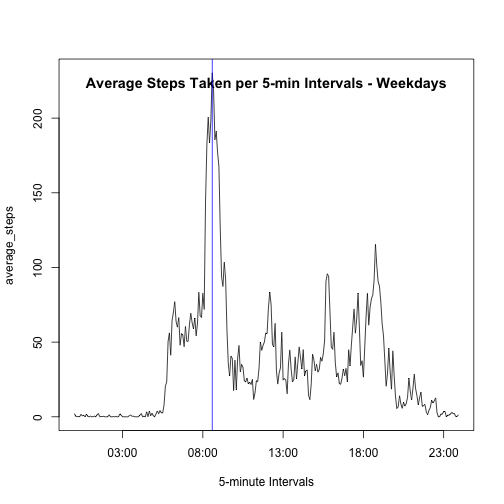 Average Steps Taken per 5-min Intervals - Weekdays
200
150
100
50
0
average_steps
03:00 08:00 13:00 18:00 23:00
5-minute Intervals